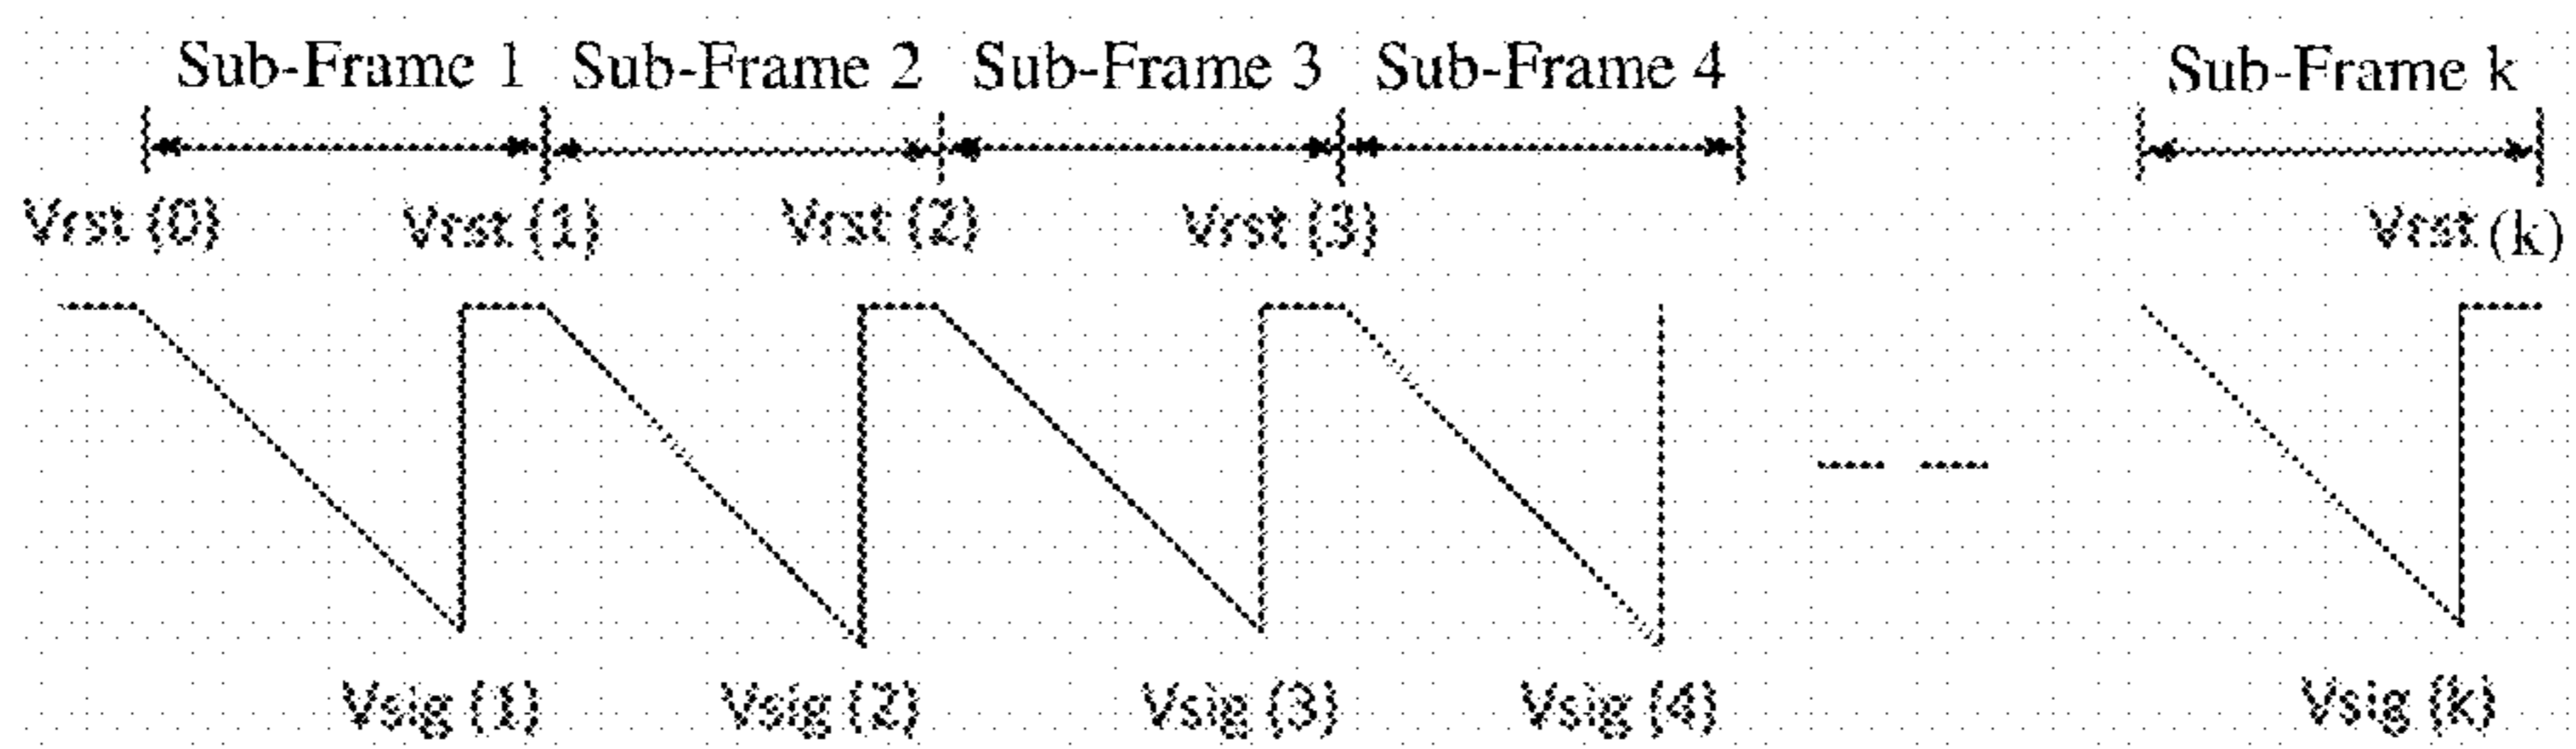 Sub-Frame 1 Sub-Frame 2 Sub-Frame 3 Sub-Frame 4 Sub-Frame k
Vrst (0) Vrst (1) Vrst (2) Vrst (3) Vrst (k)
Vsig (1) Vsig (2) Vsig (3) Vsig (4) Vsig (k)